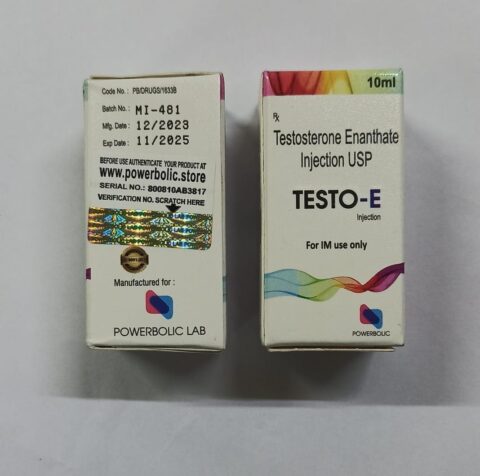 Code No. : PB/DRUGS/1633B
Batch No. : MI-481
Mfg. Date : 12/2023
Exp Date : 11/2025
BEFORE USE AUTHENTICATE YOUR PRODUCT AT
www.powerbolic.store
SERIAL NO.: 800810AB3817
VERIFICATION NO. SCRATCH HERE
Manufactured for :
POWERBOLIC LAB
10ml
Rx
Testosterone Enanthate
Injection USP
TESTO-E
Injection
For IM use only
POWERBOLIC